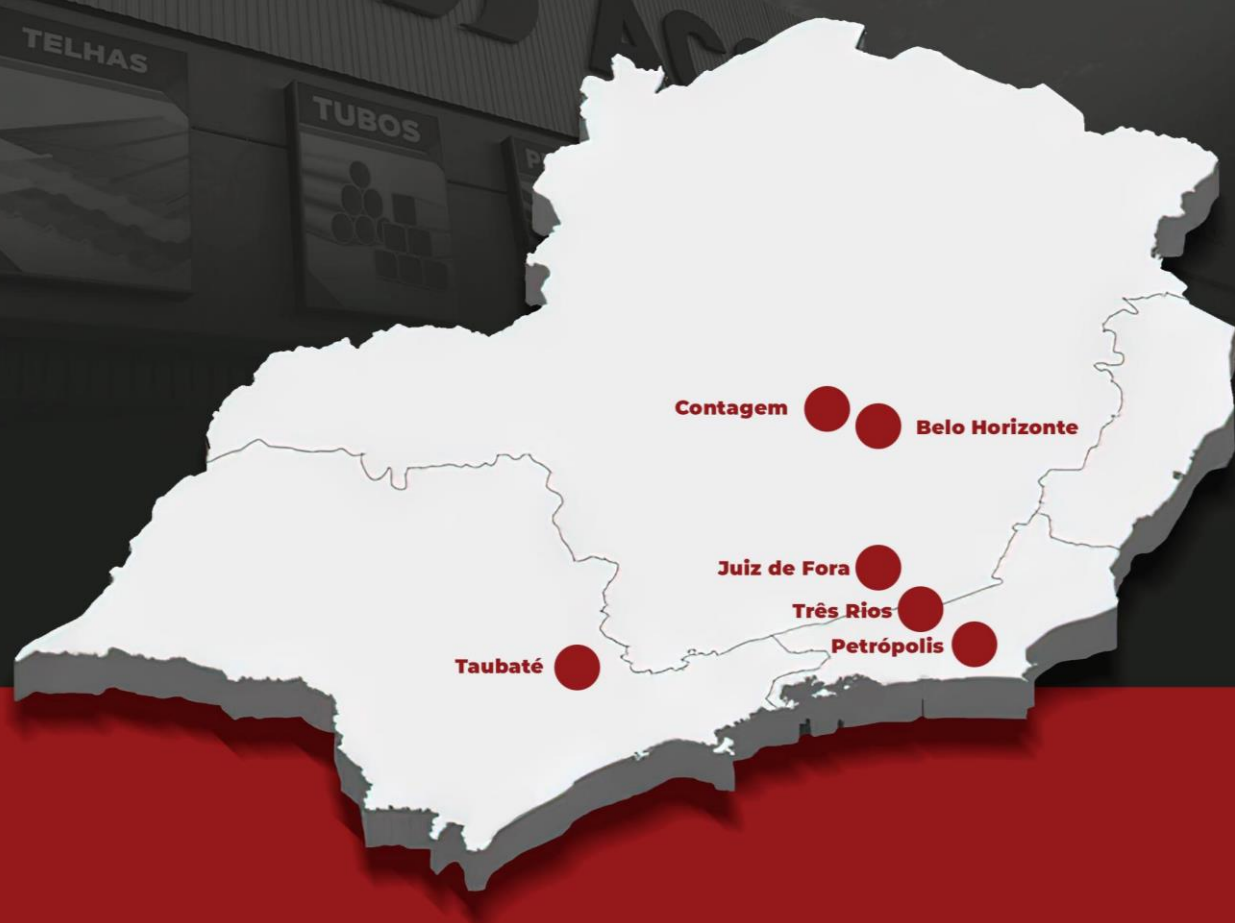 TELHAS
TUBOS
Contagem
Belo Horizonte
Juiz de Fora
Três Rios
Petrópolis
Taubaté